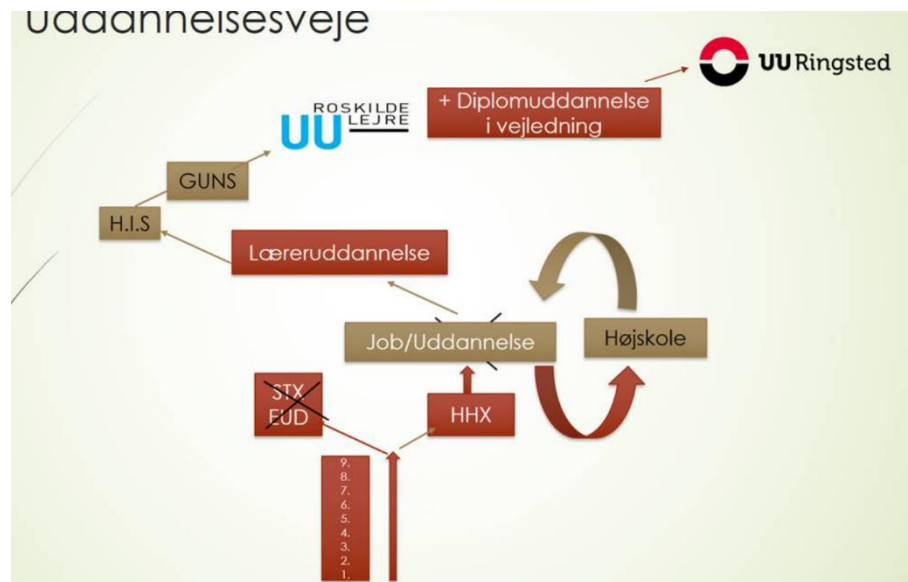 Uddannelsesveje
UU Ringsted
+ Diplomuddannelse
i vejledning
ROSKILDE
UU LEJRE
GUNS
H.I.S
Læreruddannelse
Job/Uddannelse
Højskole
STX
EUD
HHX
9.
8.
7.
6.
5.
4.
3.
2.
1.